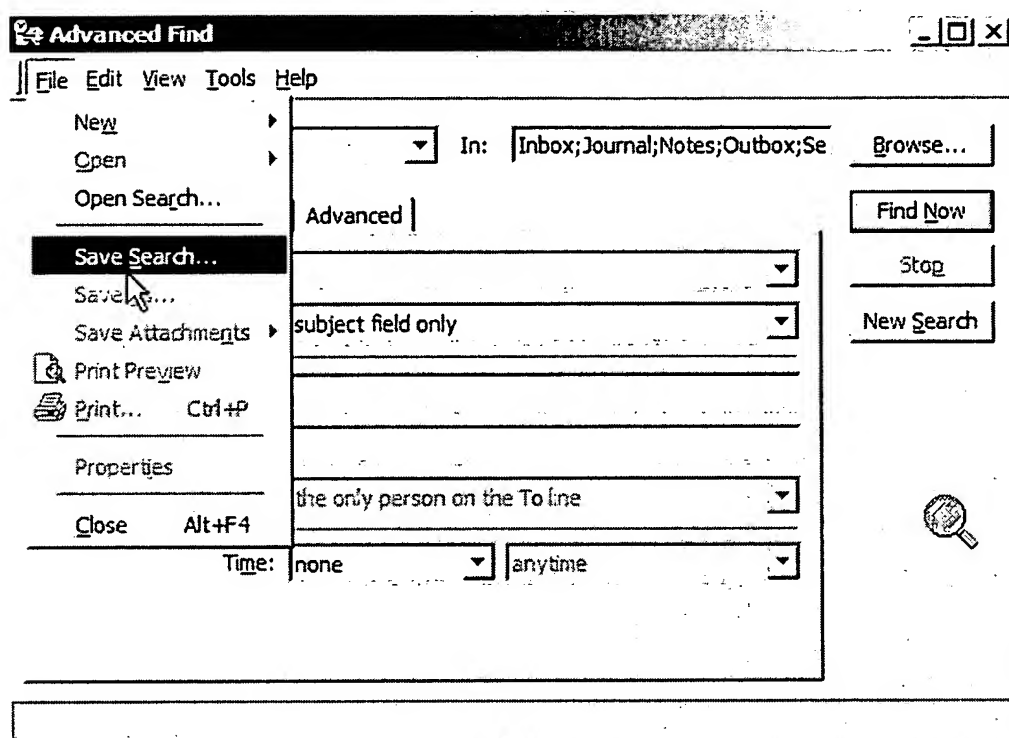 Advanced Find
File Edit View Tools Help
New
Open
Open Search...
Save Search...
Save
Save Attachments
Print Preview
Print... Ctrl+P
Properties
Close Alt+F4
In: Inbox;Journal;Notes;Outbox;Se
Browse...
Advanced
Find Now
Stop
subject field only
New Search
the only person on the To line
Time: none anytime